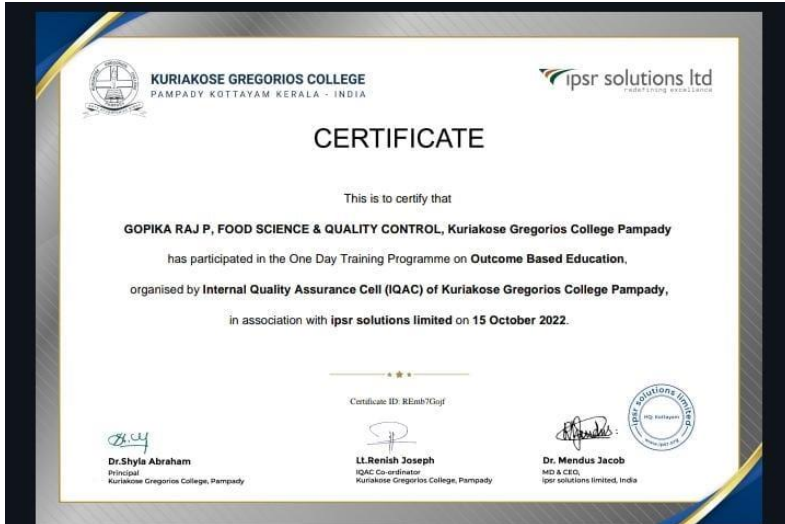 KURIAKOSE GREGORIOS COLLEGE
PAMPADY KOTTAYAM KERALA - INDIA
ipsr solutions ltd
redefining excellence
CERTIFICATE
This is to certify that
GOPIKA RAJ P, FOOD SCIENCE & QUALITY CONTROL, Kuriakose Gregorios College Pampady
has participated in the One Day Training Programme on Outcome Based Education,
organised by Internal Quality Assurance Cell (IQAC) of Kuriakose Gregorios College Pampady,
in association with ipsr solutions limited on 15 October 2022.
Certificate ID: REmb7Gojf
Dr.Shyla Abraham
Principal
Kuriakose Gregorios College, Pampady
Lt.Renish Joseph
IQAC Co-ordinator
Kuriakose Gregorios College, Pampady
ipsr solutions limited
HQ: Kottayam
www.ipsr.org
Dr. Mendus Jacob
MD & CEO,
ipsr solutions limited, India